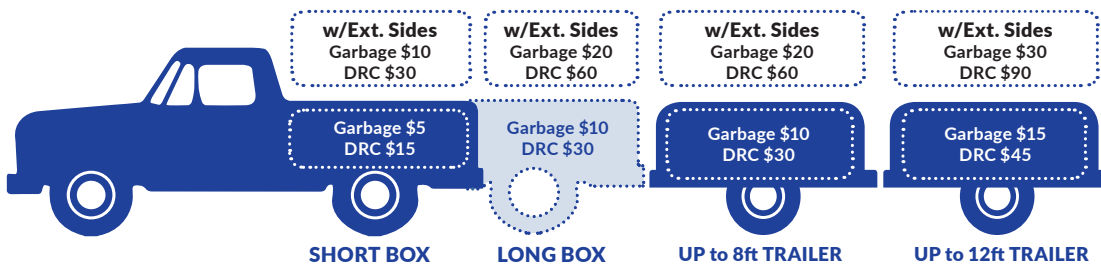 w/Ext. Sides
Garbage $10
DRC $30
w/Ext. Sides
Garbage $20
DRC $60
w/Ext. Sides
Garbage $20
DRC $60
w/Ext. Sides
Garbage $30
DRC $90
Garbage $5
DRC $15
Garbage $10
DRC $30
Garbage $10
DRC $30
Garbage $15
DRC $45
SHORT BOX
LONG BOX
UP to 8ft TRAILER
UP to 12ft TRAILER